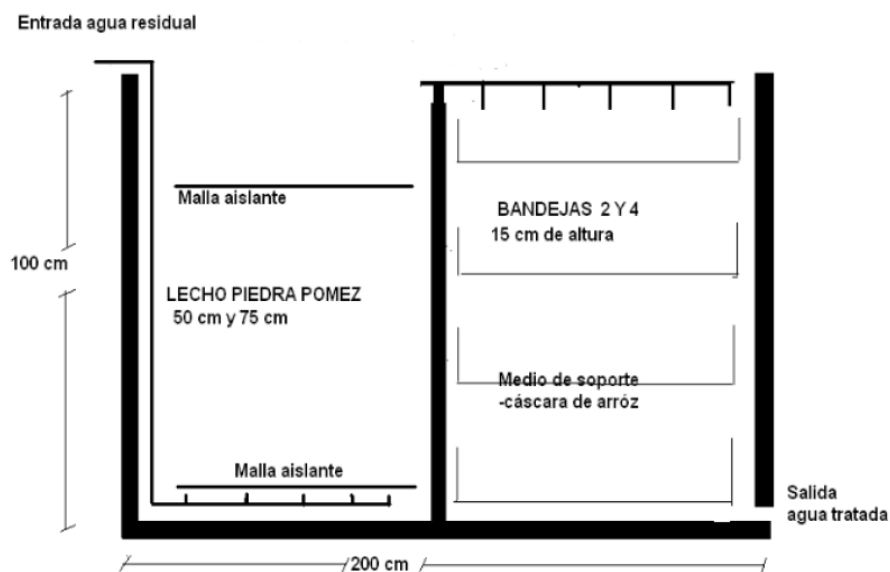 Entrada agua residual
Malla aislante
BANDEJAS 2 Y 4
15 cm de altura
100 cm
LECHO PIEDRA POMEZ
50 cm y 75 cm
Medio de soporte
-cáscara de arróz
Malla aislante
Salida
agua tratada
200 cm